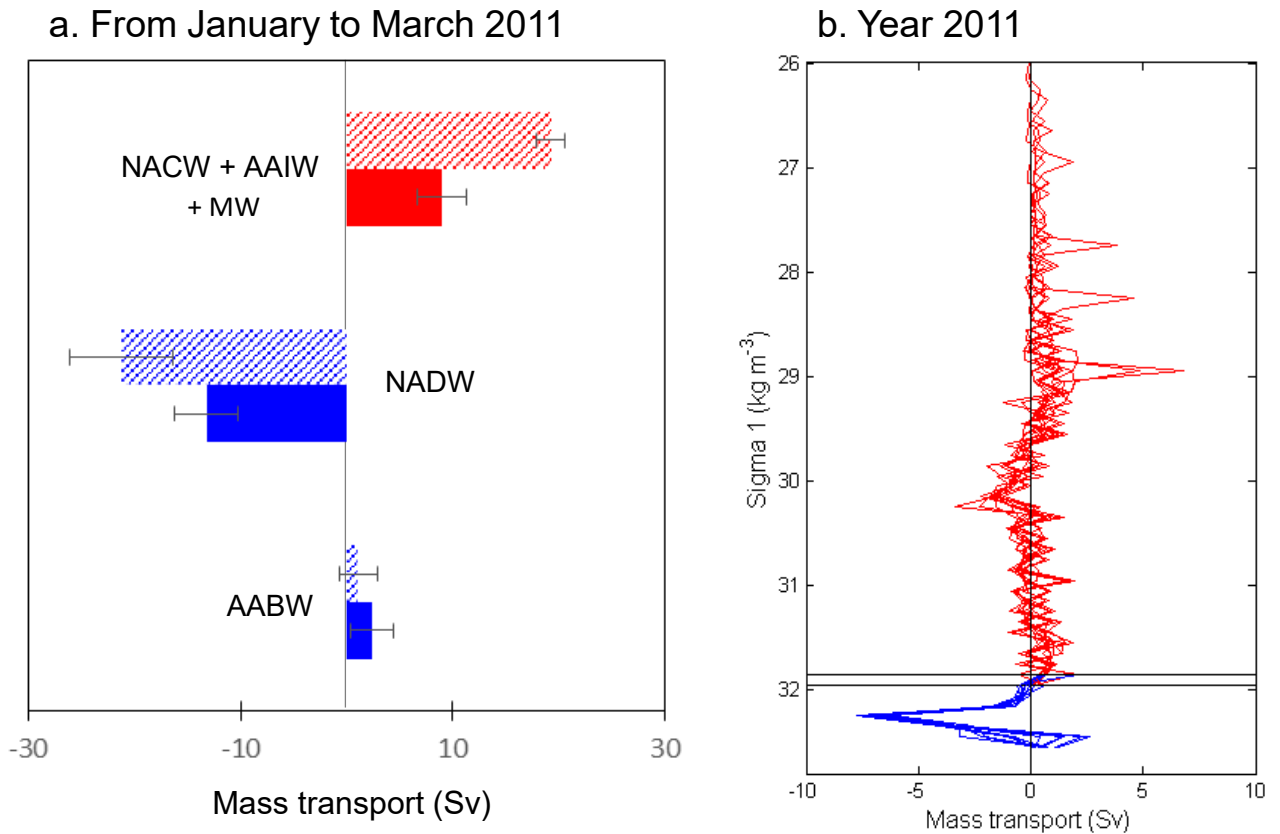 a. From January to March 2011
NACW + AAIW
+ MW
NADW
AABW
-30
-10
10
30
Mass transport (Sv)
b. Year 2011
26
27
28
29
30
31
32
Sigma 1 (kg m⁻³)
-10
-5
0
5
10
Mass transport (Sv)